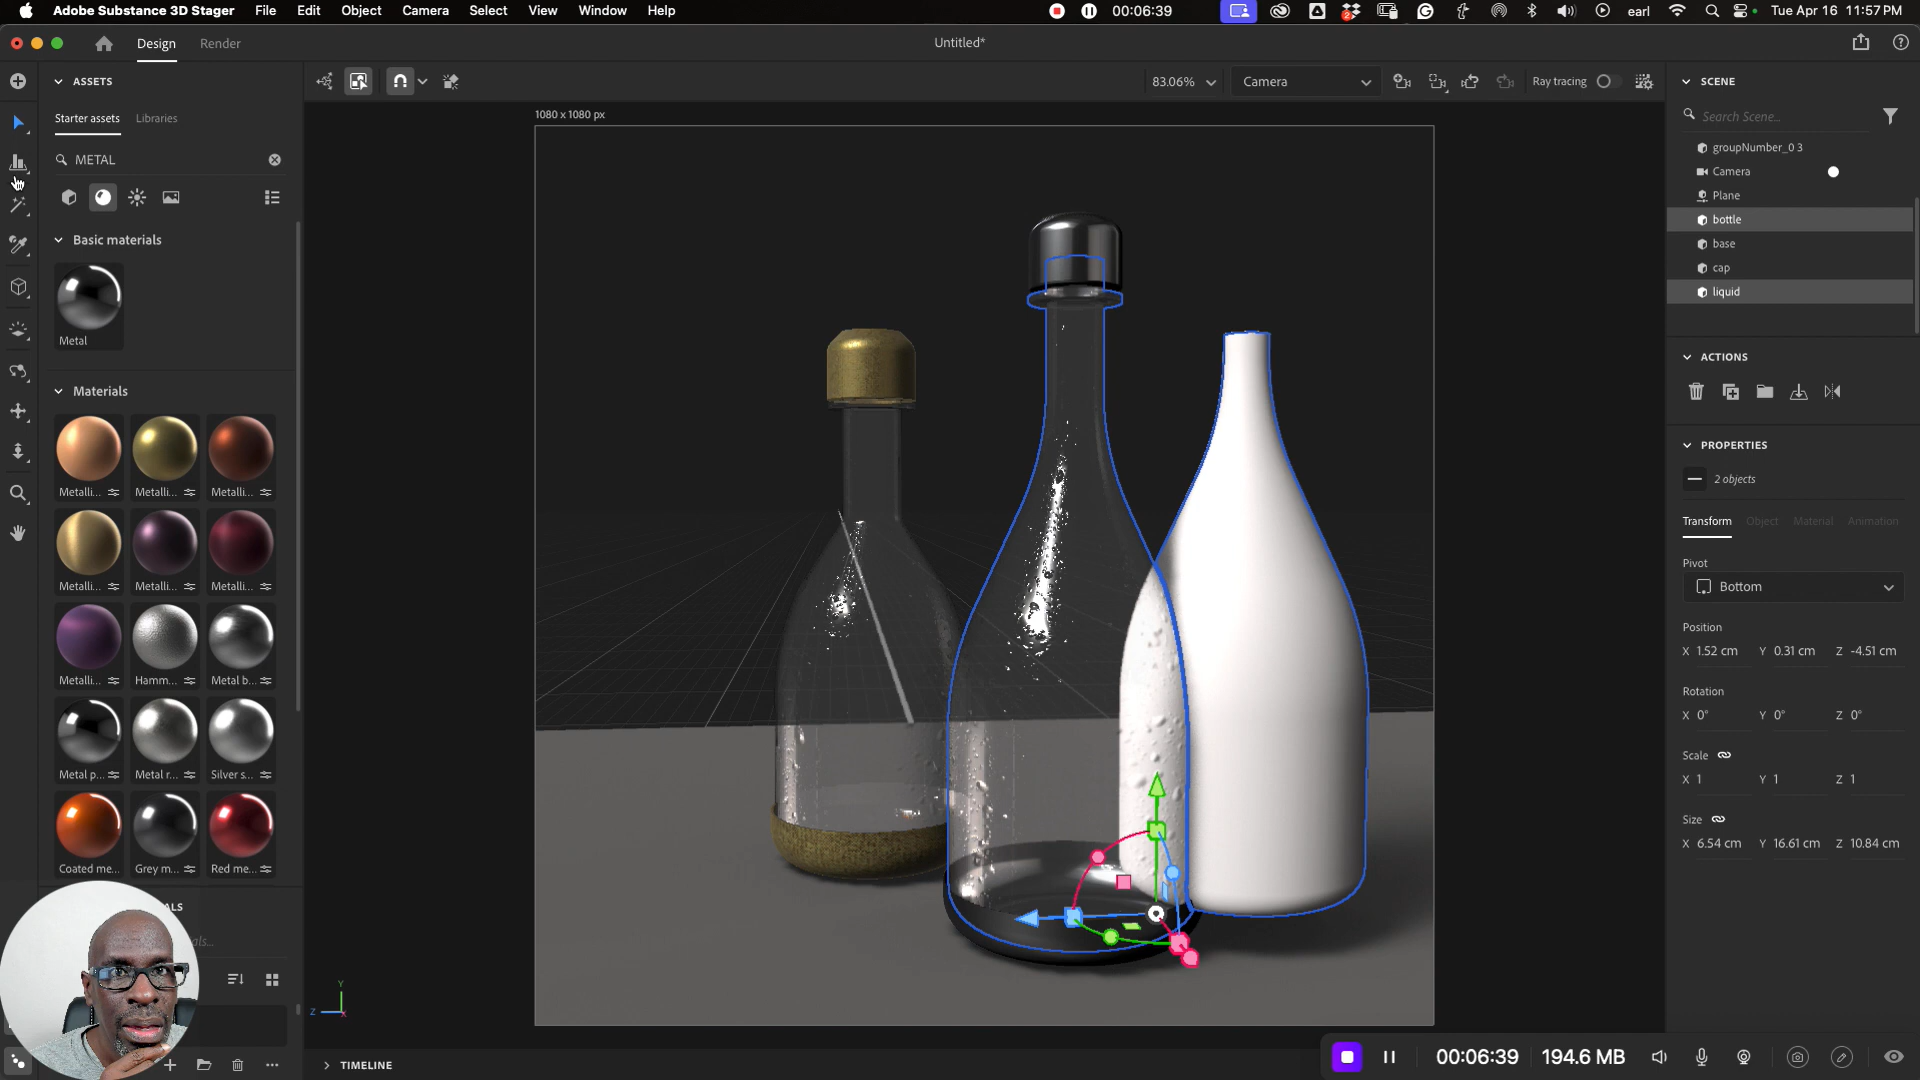 Adobe Substance 3D Stager File Edit Object Camera Select View Window Help 00:06:39 earl Tue Apr 16 11:57 PM
Design Render Untitled*
ASSETS
Starter assets Libraries
METAL
Basic materials
Metal
Materials
Metalli... Metalli... Metalli...
Metalli... Metalli... Metalli...
Metalli... Hamm... Metal b...
Metal p... Metal r... Silver s...
Coated me... Grey m... Red me...
ALS
als...
83.06% Camera Ray tracing
1080 x 1080 px
Y
Z X
TIMELINE
SCENE
Search Scene...
groupNumber_0 3
Camera
Plane
bottle
base
cap
liquid
ACTIONS
PROPERTIES
2 objects
Transform Object Material Animation
Pivot
Bottom
Position
X 1.52 cm Y 0.31 cm Z -4.51 cm
Rotation
X 0° Y 0° Z 0°
Scale
X 1 Y 1 Z 1
Size
X 6.54 cm Y 16.61 cm Z 10.84 cm
00:06:39 194.6 MB